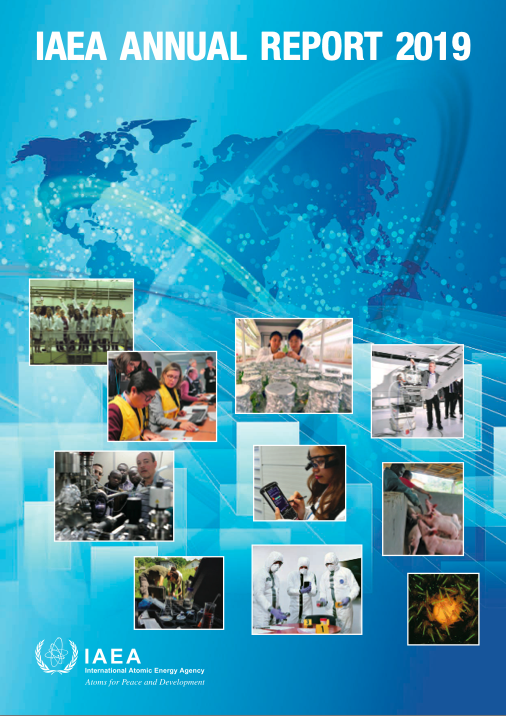 IAEA ANNUAL REPORT 2019
IAEA
International Atomic Energy Agency
Atoms for Peace and Development